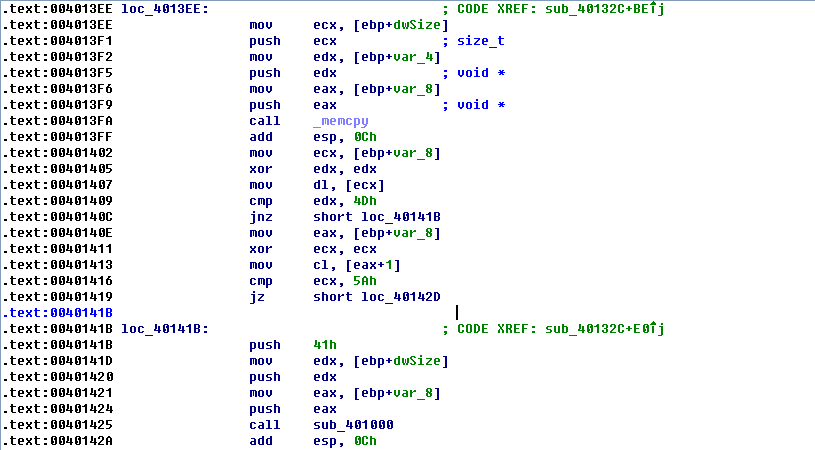 .text:004013EE loc_4013EE: ; CODE XREF: sub_40132C+BE↑j
.text:004013EE mov ecx, [ebp+dwSize]
.text:004013F1 push ecx ; size_t
.text:004013F2 mov edx, [ebp+var_4]
.text:004013F5 push edx ; void *
.text:004013F6 mov eax, [ebp+var_8]
.text:004013F9 push eax ; void *
.text:004013FA call _memcpy
.text:004013FF add esp, 0Ch
.text:00401402 mov ecx, [ebp+var_8]
.text:00401405 xor edx, edx
.text:00401407 mov dl, [ecx]
.text:00401409 cmp edx, 4Dh
.text:0040140C jnz short loc_40141B
.text:0040140E mov eax, [ebp+var_8]
.text:00401411 xor ecx, ecx
.text:00401413 mov cl, [eax+1]
.text:00401416 cmp ecx, 5Ah
.text:00401419 jz short loc_40142D
.text:0040141B
.text:0040141B loc_40141B: ; CODE XREF: sub_40132C+E0↑j
.text:0040141B push 41h
.text:0040141D mov edx, [ebp+dwSize]
.text:00401420 push edx
.text:00401421 mov eax, [ebp+var_8]
.text:00401424 push eax
.text:00401425 call sub_401000
.text:0040142A add esp, 0Ch